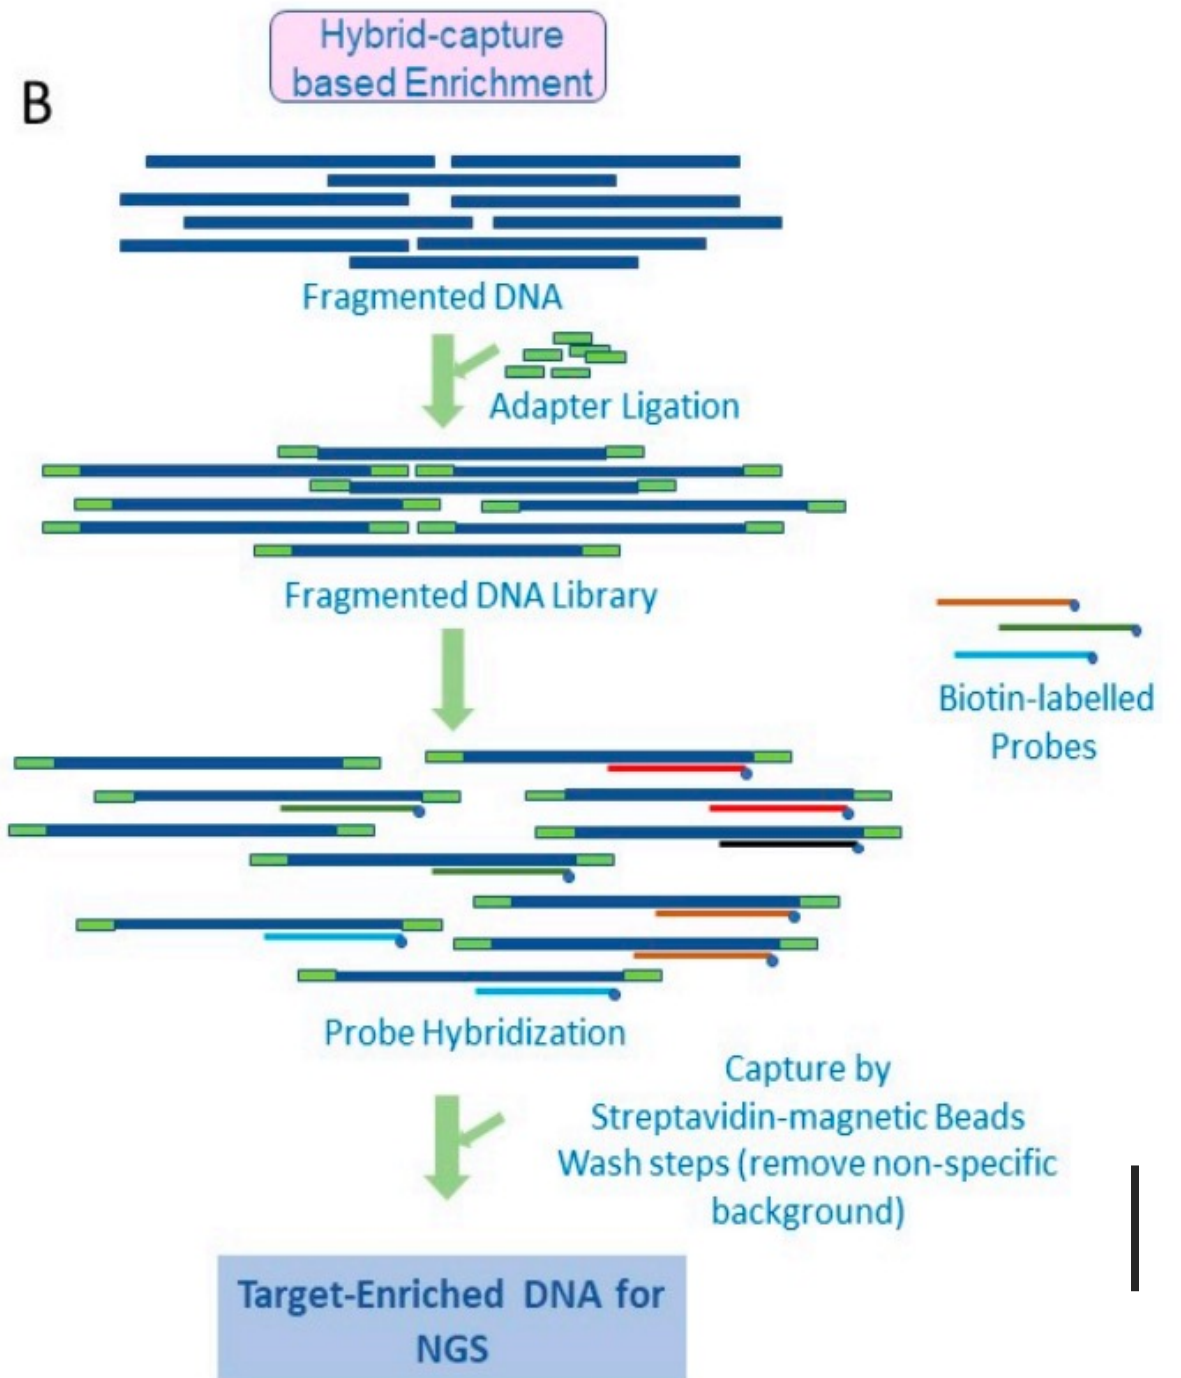 Hybrid-capture
based Enrichment
B
Fragmented DNA
Adapter Ligation
Fragmented DNA Library
Biotin-labelled
Probes
Probe Hybridization
Capture by
Streptavidin-magnetic Beads
Wash steps (remove non-specific
background)
Target-Enriched DNA for
NGS